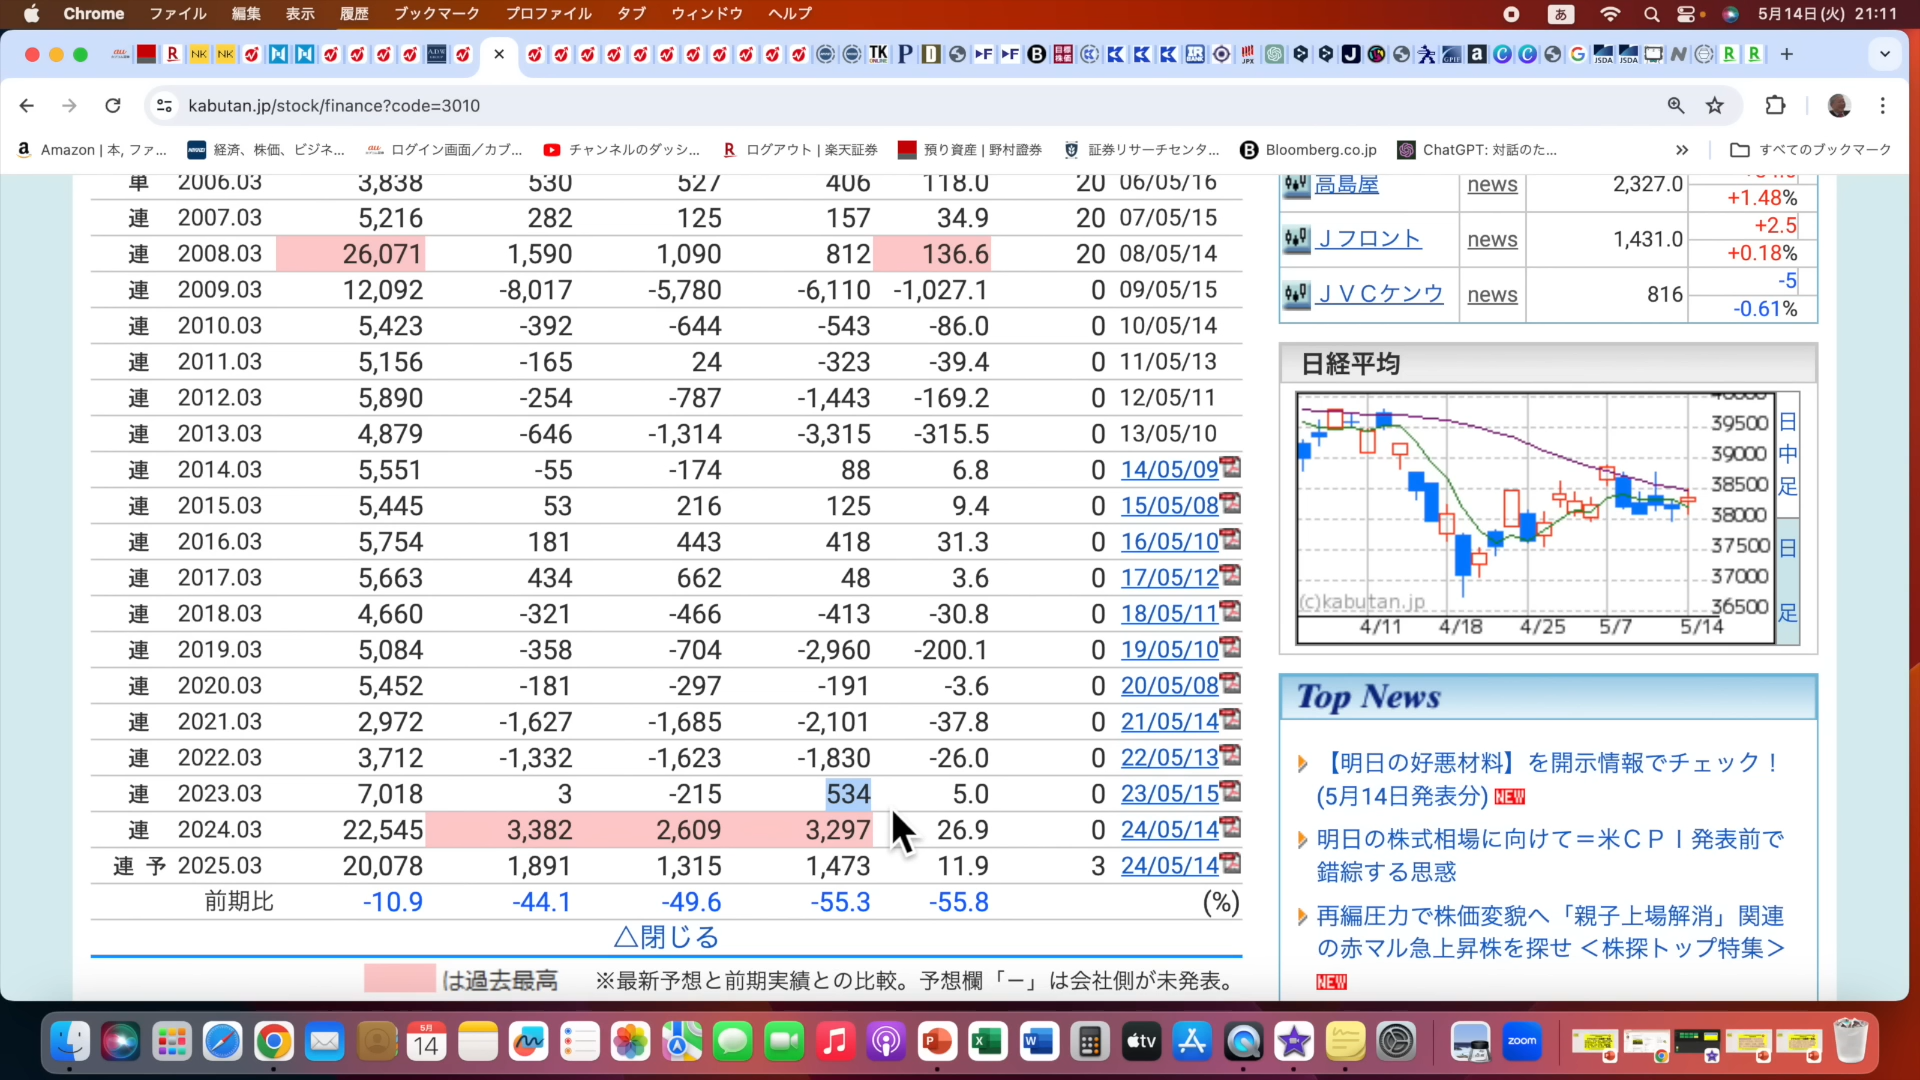 Chrome ファイル 編集 表示 履歴 ブックマーク プロファイル タブ ウィンドウ ヘルプ あ 5月14日(火) 21:11
kabutan.jp/stock/finance?code=3010
Amazon | 本, ファ... 経済、株価、ビジネ... ログイン画面／カブ... チャンネルのダッシ... ログアウト | 楽天証券 預り資産 | 野村證券 証券リサーチセンタ... Bloomberg.co.jp ChatGPT: 対話のた... » すべてのブックマーク
単 2006.03 3,838 530 527 406 118.0 20 06/05/16
連 2007.03 5,216 282 125 157 34.9 20 07/05/15
連 2008.03 26,071 1,590 1,090 812 136.6 20 08/05/14
連 2009.03 12,092 -8,017 -5,780 -6,110 -1,027.1 0 09/05/15
連 2010.03 5,423 -392 -644 -543 -86.0 0 10/05/14
連 2011.03 5,156 -165 24 -323 -39.4 0 11/05/13
連 2012.03 5,890 -254 -787 -1,443 -169.2 0 12/05/11
連 2013.03 4,879 -646 -1,314 -3,315 -315.5 0 13/05/10
連 2014.03 5,551 -55 -174 88 6.8 0 14/05/09
連 2015.03 5,445 53 216 125 9.4 0 15/05/08
連 2016.03 5,754 181 443 418 31.3 0 16/05/10
連 2017.03 5,663 434 662 48 3.6 0 17/05/12
連 2018.03 4,660 -321 -466 -413 -30.8 0 18/05/11
連 2019.03 5,084 -358 -704 -2,960 -200.1 0 19/05/10
連 2020.03 5,452 -181 -297 -191 -3.6 0 20/05/08
連 2021.03 2,972 -1,627 -1,685 -2,101 -37.8 0 21/05/14
連 2022.03 3,712 -1,332 -1,623 -1,830 -26.0 0 22/05/13
連 2023.03 7,018 3 -215 534 5.0 0 23/05/15
連 2024.03 22,545 3,382 2,609 3,297 26.9 0 24/05/14
連 予 2025.03 20,078 1,891 1,315 1,473 11.9 3 24/05/14
前期比 -10.9 -44.1 -49.6 -55.3 -55.8 (%)
△閉じる
は過去最高 ※最新予想と前期実績との比較。予想欄「－」は会社側が未発表。
高島屋 news 2,327.0
+1.48%
Ｊフロント news 1,431.0 +2.5
+0.18%
ＪＶＣケンウ news 816 -5
-0.61%
日経平均
40000
39500
39000
38500
38000
37500
37000
36500
4/11 4/18 4/25 5/7 5/14
(c)kabutan.jp
日中足
日足
Top News
【明日の好悪材料】を開示情報でチェック！
(5月14日発表分) NEW
明日の株式相場に向けて＝米ＣＰＩ発表前で
錯綜する思惑
再編圧力で株価変貌へ「親子上場解消」関連
の赤マル急上昇株を探せ ＜株探トップ特集＞
NEW
5月
14
tv
zoom